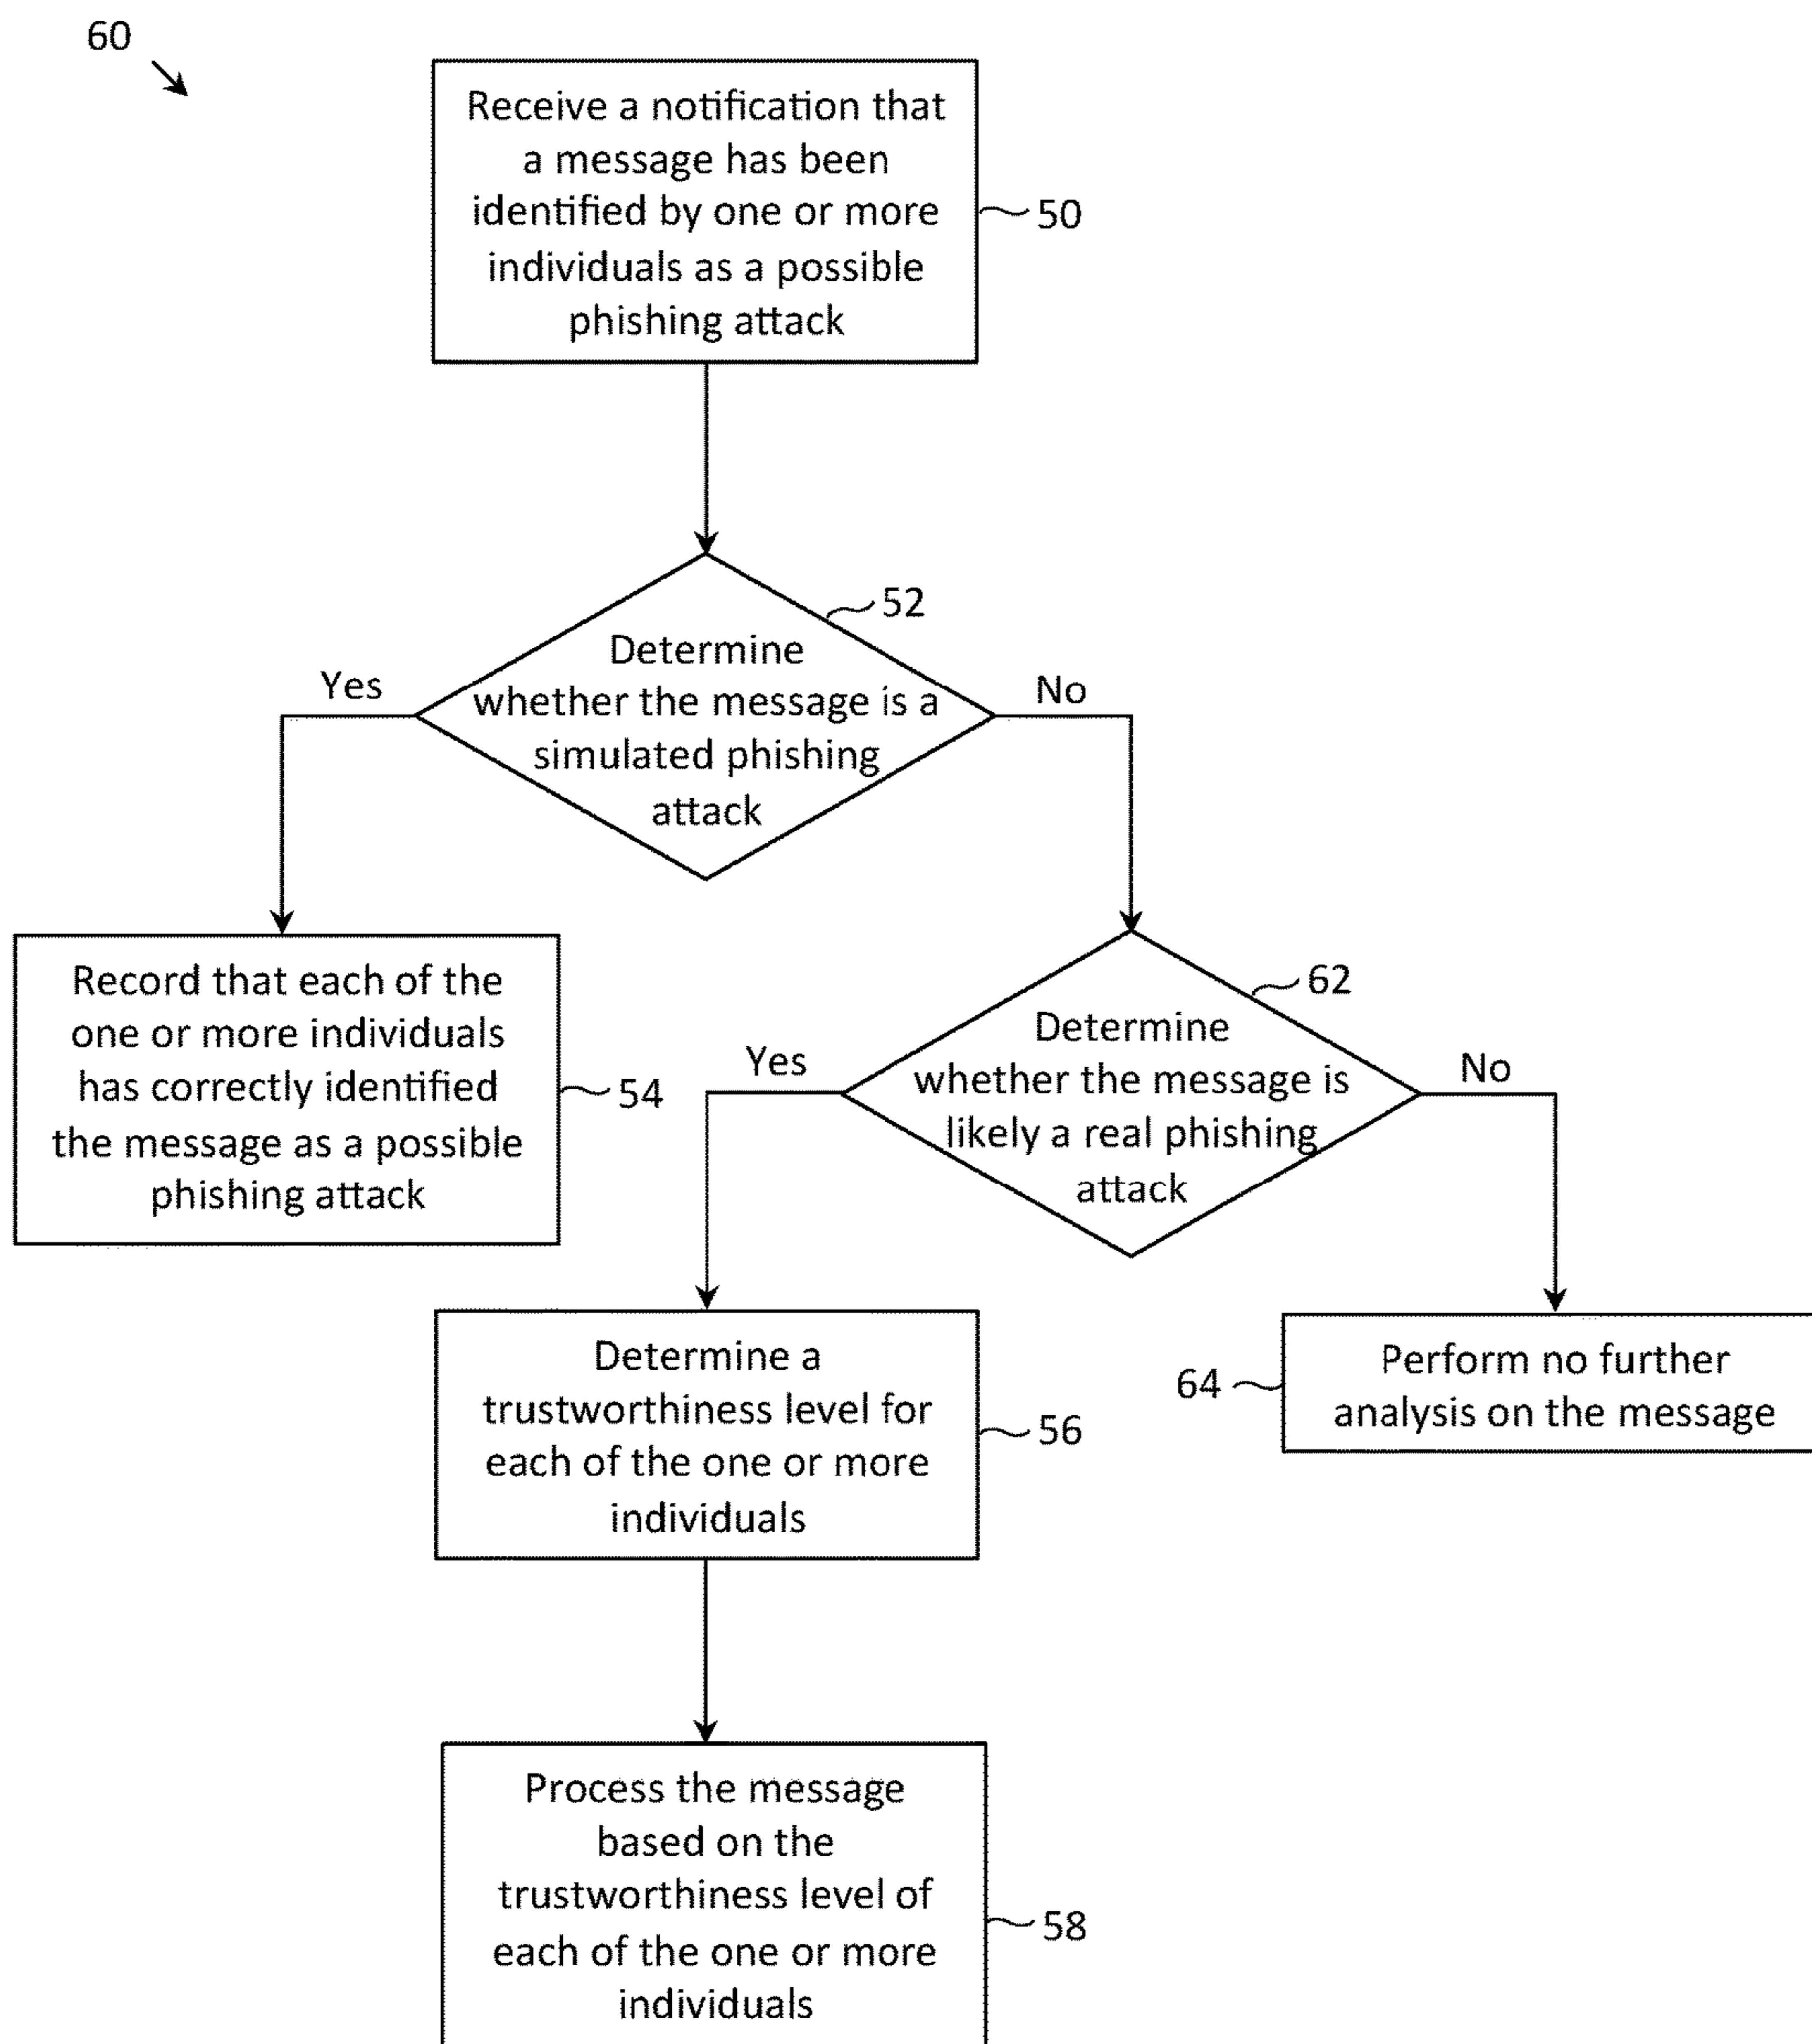 60
Receive a notification that
a message has been
identified by one or more
individuals as a possible
phishing attack
50
52
Determine
whether the message is a
simulated phishing
attack
Yes
No
Record that each of the
one or more individuals
has correctly identified
the message as a possible
phishing attack
54
62
Determine
whether the message is
likely a real phishing
attack
Yes
No
Determine a
trustworthiness level for
each of the one or more
individuals
56
64
Perform no further
analysis on the message
Process the message
based on the
trustworthiness level of
each of the one or more
individuals
58